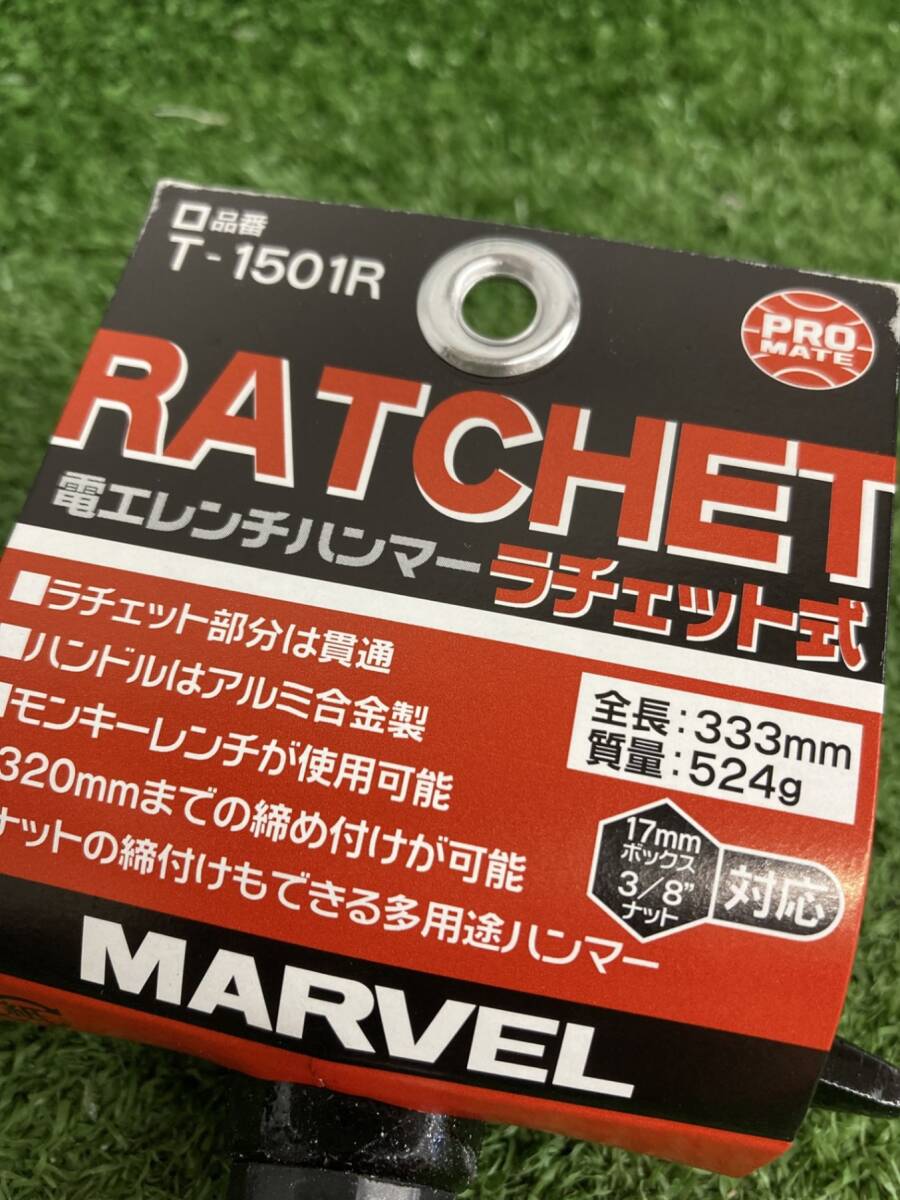 品番
T-1501R
PRO
MATE
RATCHET
電工レンチハンマーラチェット式
■ラチェット部分は貫通
■ハンドルはアルミ合金製
■モンキーレンチが使用可能
320mmまでの締め付けが可能
ナットの締付けもできる多用途ハンマー
全長:333mm
質量:524g
17mm
ボックス
3/8"
ナット
対応
MARVEL